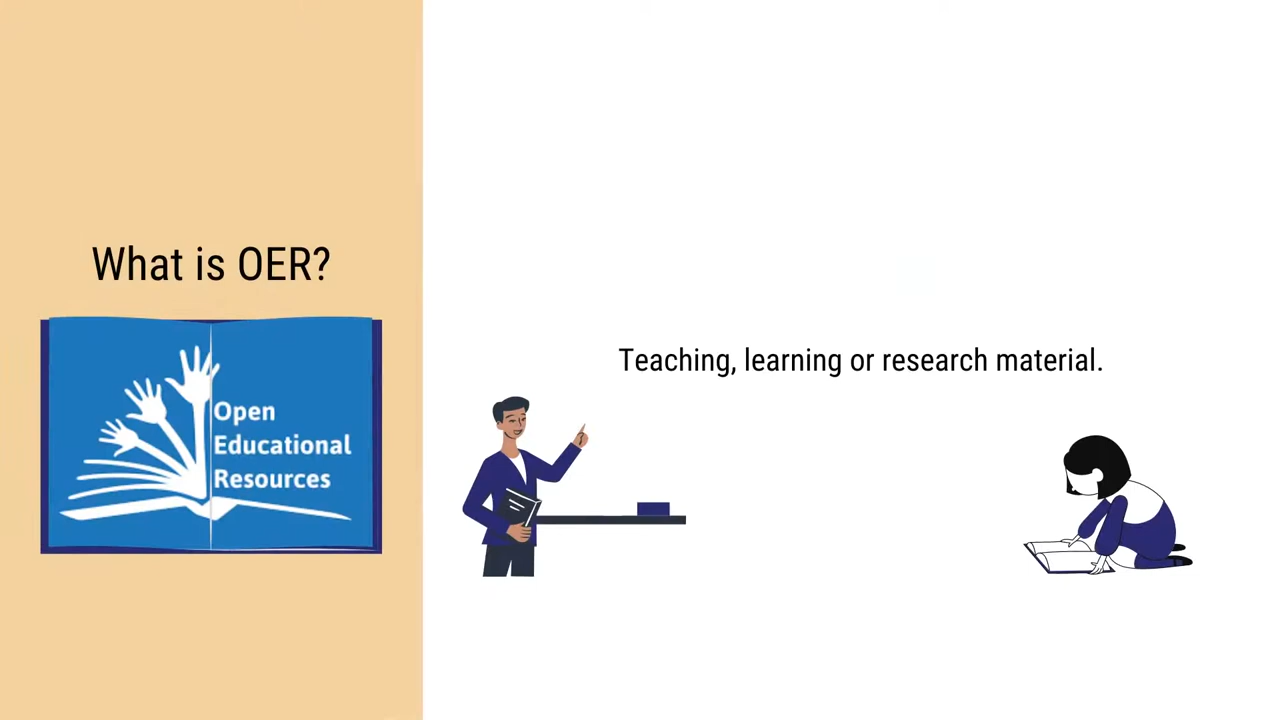 What is OER?
Open
Educational
Resources
Teaching, learning or research material.